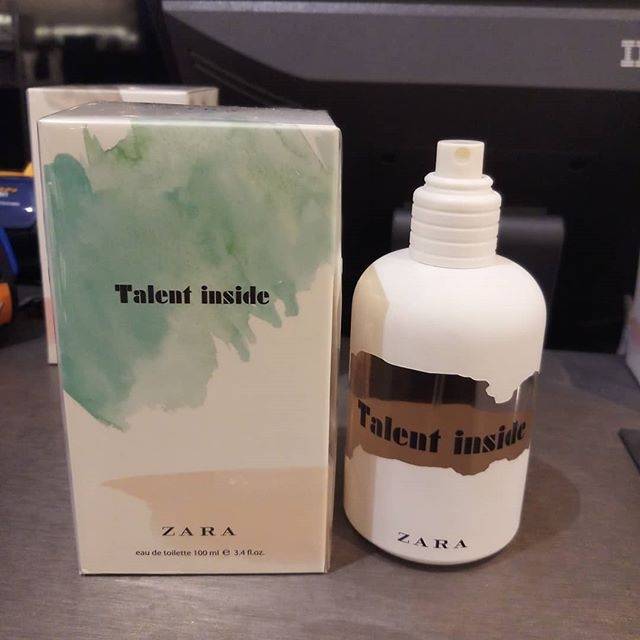 Talent inside
ZARA
eau de toilette 100 ml ℮ 3.4 fl.oz.
Talent inside
ZARA